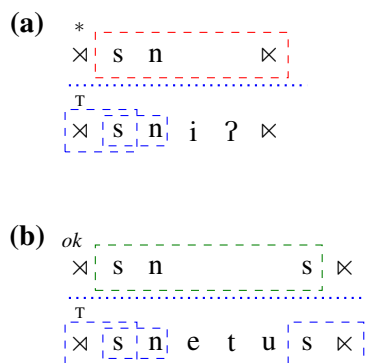 (a)
*
⋊ s n ⋉
T
⋊ s n i ʔ ⋉
(b)
ok
⋊ s n s ⋉
T
⋊ s n e t u s ⋉